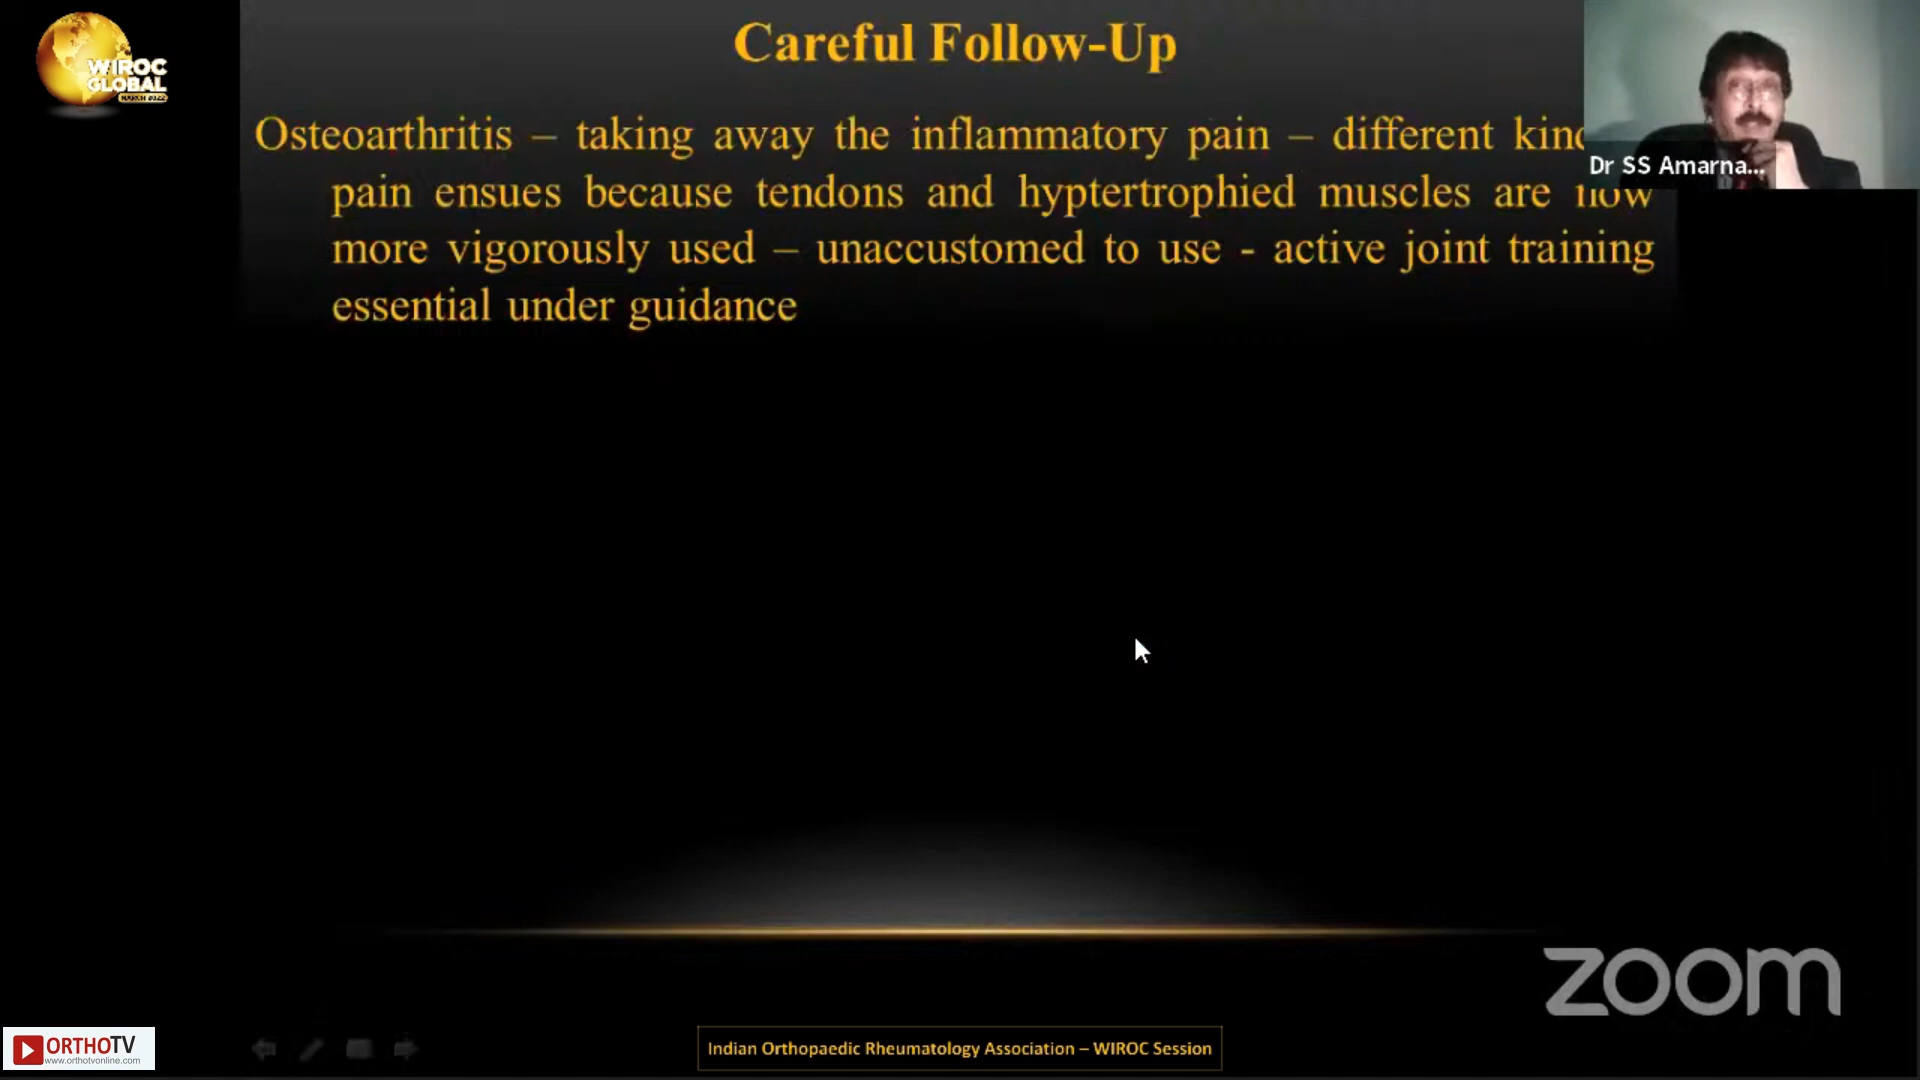 Careful Follow-Up
WIROC
GLOBAL
MARCH 2022
Osteoarthritis – taking away the inflammatory pain – different
pain ensues because tendons and hyptertrophied muscles are now
more vigorously used – unaccustomed to use - active joint training
essential under guidance
Dr SS Amarna...
zoom
ORTHOTV
www.orthotvonline.com
Indian Orthopaedic Rheumatology Association – WIROC Session